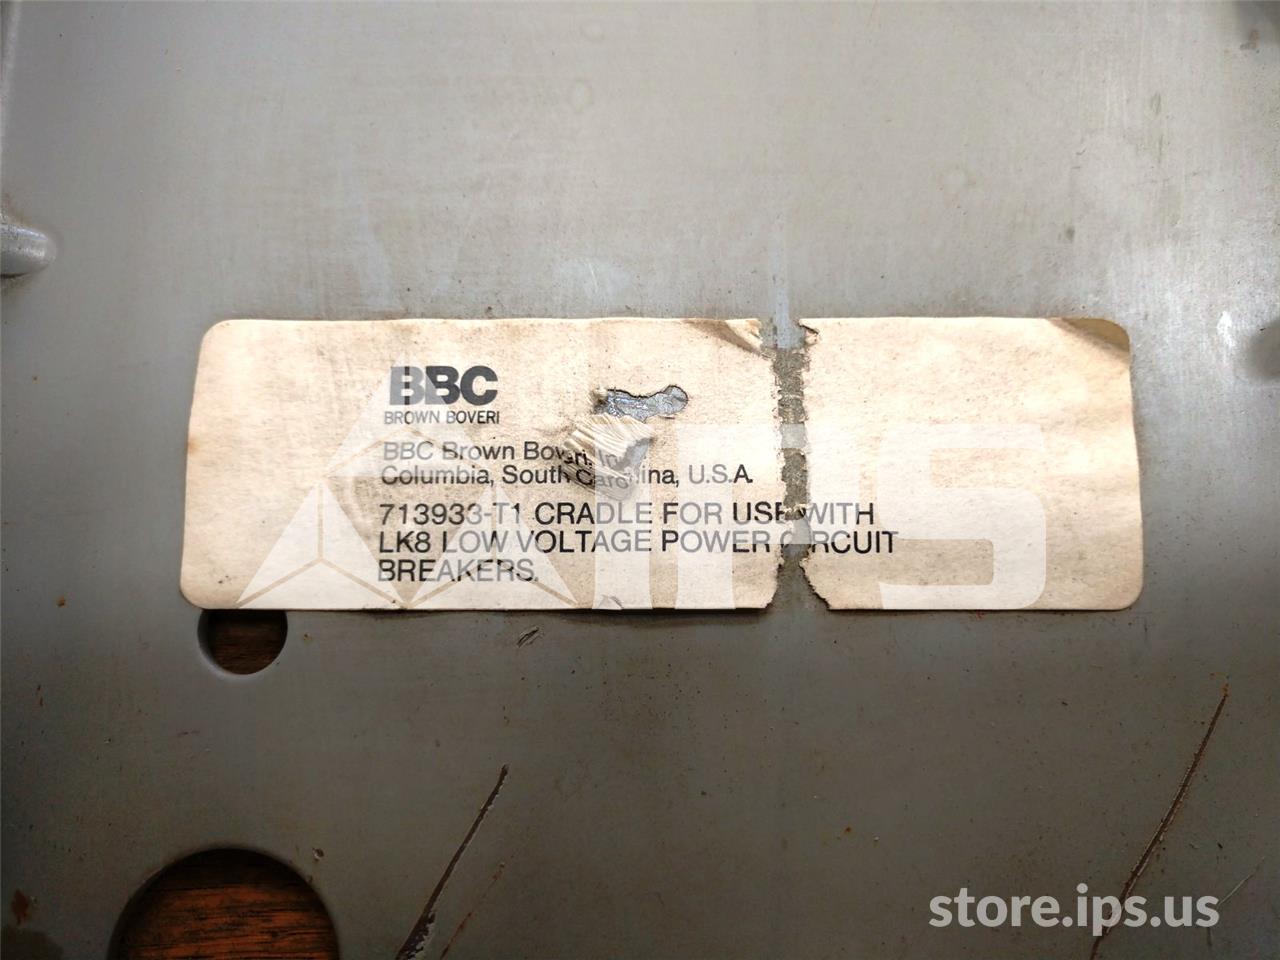 BBC
BROWN BOVERI
BBC Brown Boveri, Inc.
Columbia, South Carolina, U.S.A.
713933-T1 CRADLE FOR USE WITH
LK8 LOW VOLTAGE POWER CIRCUIT
BREAKERS.
IPS
store.ips.us